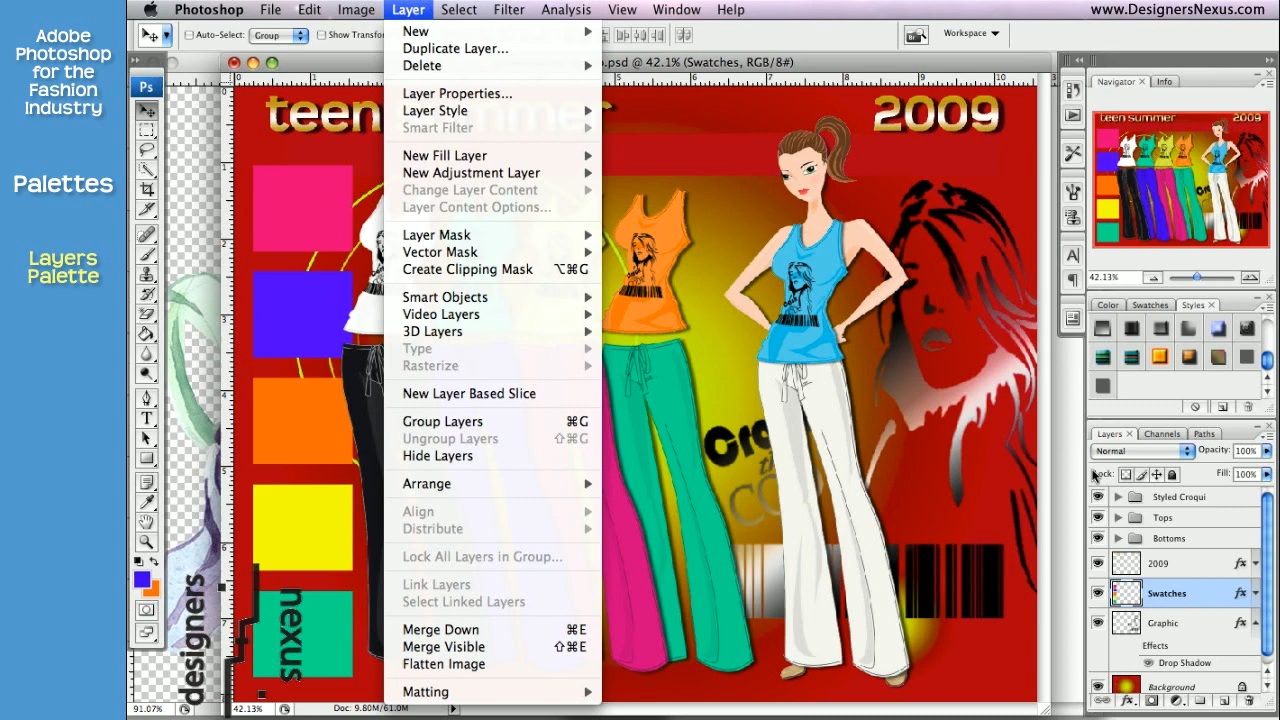 Adobe
Photoshop
for the
Fashion
Industry
Palettes
Layers
Palette
Photoshop File Edit Image Layer Select Filter Analysis View Window Help
www.DesignersNexus.com
Auto-Select: Group Show Transfor
Workspace
.psd @ 42.1% (Swatches, RGB/8#)
New
Duplicate Layer...
Delete
Layer Properties...
Layer Style
Smart Filter
New Fill Layer
New Adjustment Layer
Change Layer Content
Layer Content Options...
Layer Mask
Vector Mask
Create Clipping Mask ⌥⌘G
Smart Objects
Video Layers
3D Layers
Type
Rasterize
New Layer Based Slice
Group Layers ⌘G
Ungroup Layers ⇧⌘G
Hide Layers
Arrange
Align
Distribute
Lock All Layers in Group...
Link Layers
Select Linked Layers
Merge Down ⌘E
Merge Visible ⇧⌘E
Flatten Image
Matting
teen summer 2009
designers
nexus
91.07%
42.13% Doc: 9.80M/61.0M
Navigator Info
teen summer 2009
42.13%
Color Swatches Styles
Layers Channels Paths
Normal Opacity: 100%
Lock: Fill: 100%
Styled Croqui
Tops
Bottoms
2009 fx
Swatches fx
Graphic fx
Effects
Drop Shadow
Background